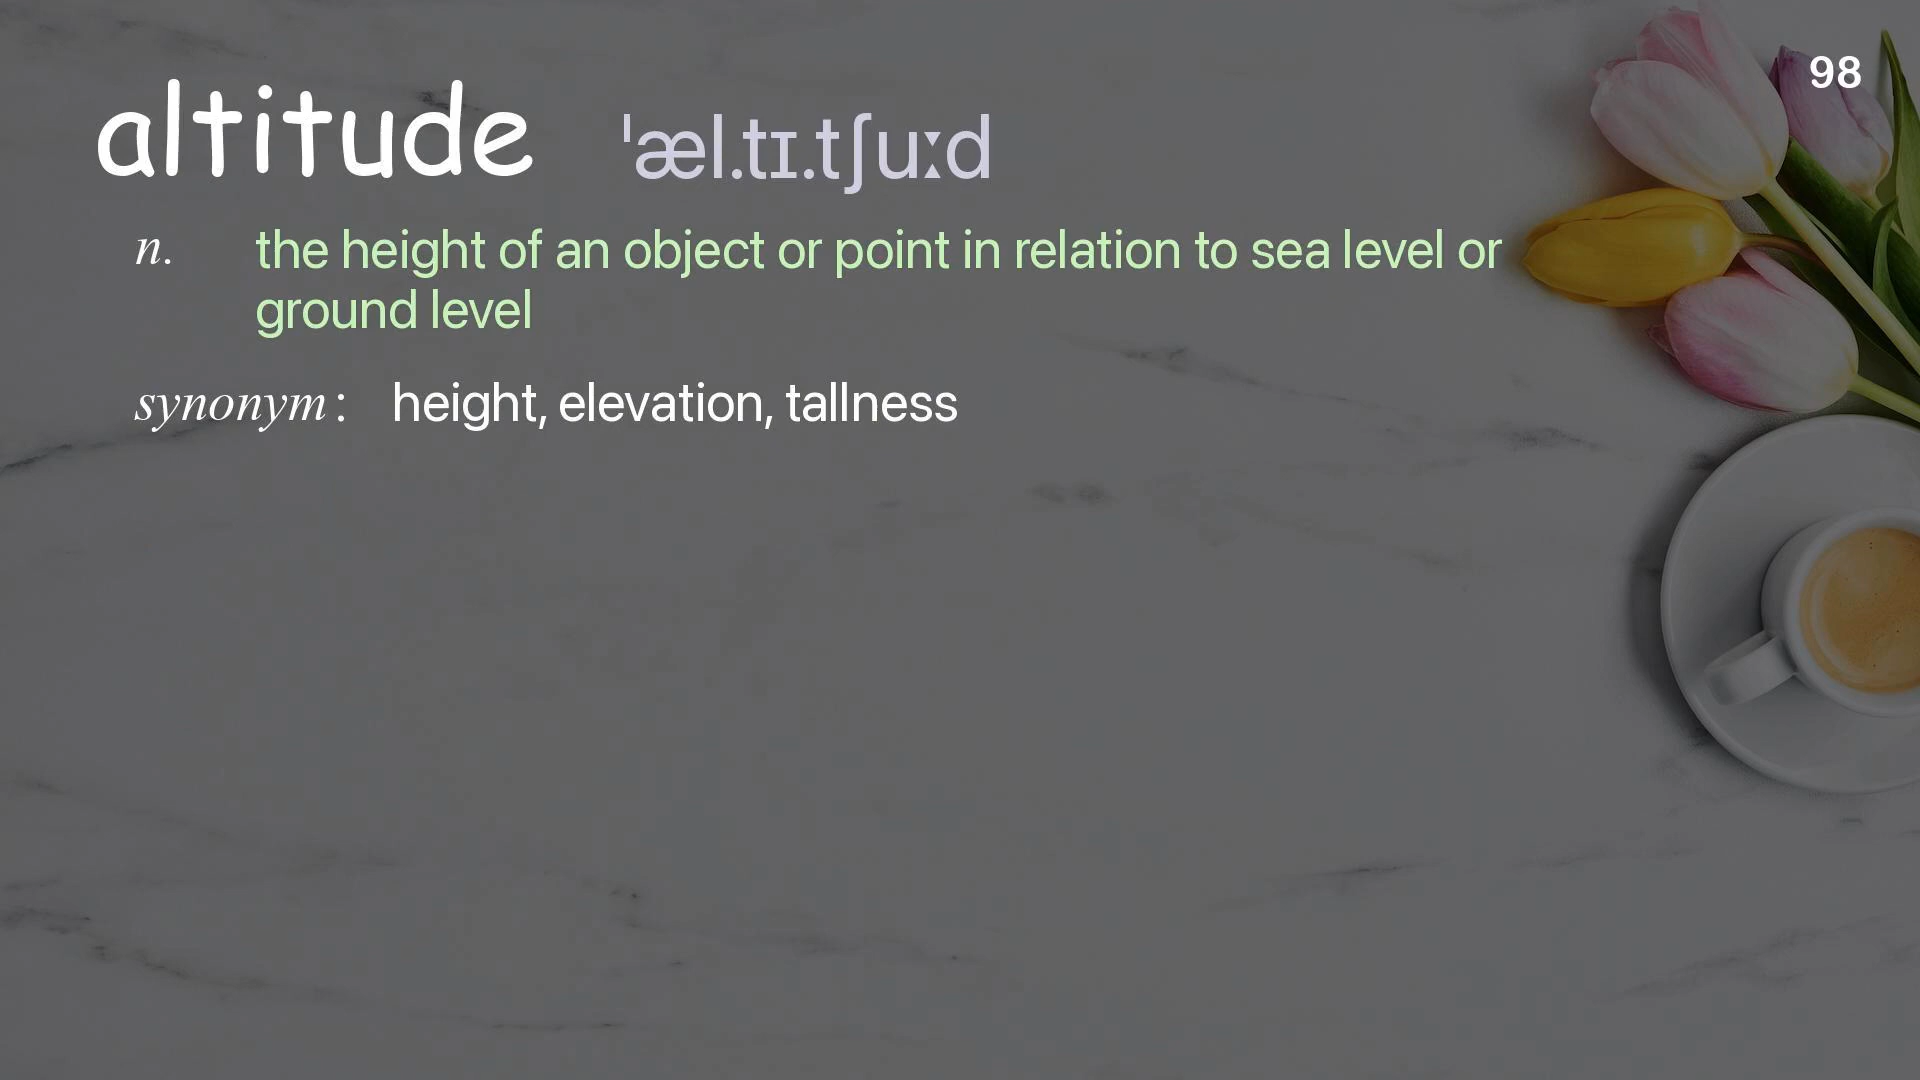 98
altitude ˈæl.tɪ.tʃuːd
n. the height of an object or point in relation to sea level or
ground level
synonym: height, elevation, tallness